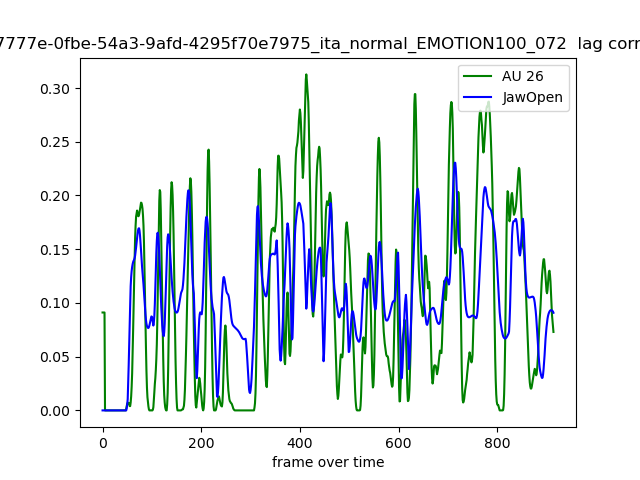 7777e-0fbe-54a3-9afd-4295f70e7975_ita_normal_EMOTION100_072 lag corr
AU 26
JawOpen
0.30
0.25
0.20
0.15
0.10
0.05
0.00
0 200 400 600 800
frame over time